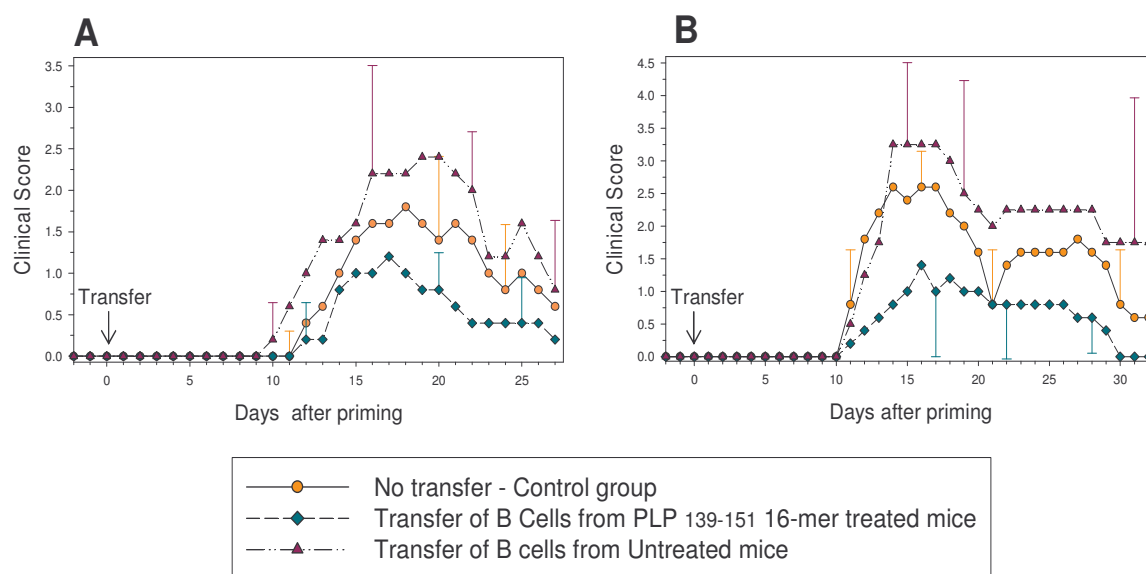 A
3.5
3.0
2.5
2.0
1.5
1.0
0.5
0.0
Clinical Score
Transfer
0
5
10
15
20
25
Days after priming
B
4.5
4.0
3.5
3.0
2.5
2.0
1.5
1.0
0.5
0.0
Clinical Score
Transfer
0
5
10
15
20
25
30
Days after priming
No transfer - Control group
Transfer of B Cells from PLP 139-151 16-mer treated mice
Transfer of B cells from Untreated mice